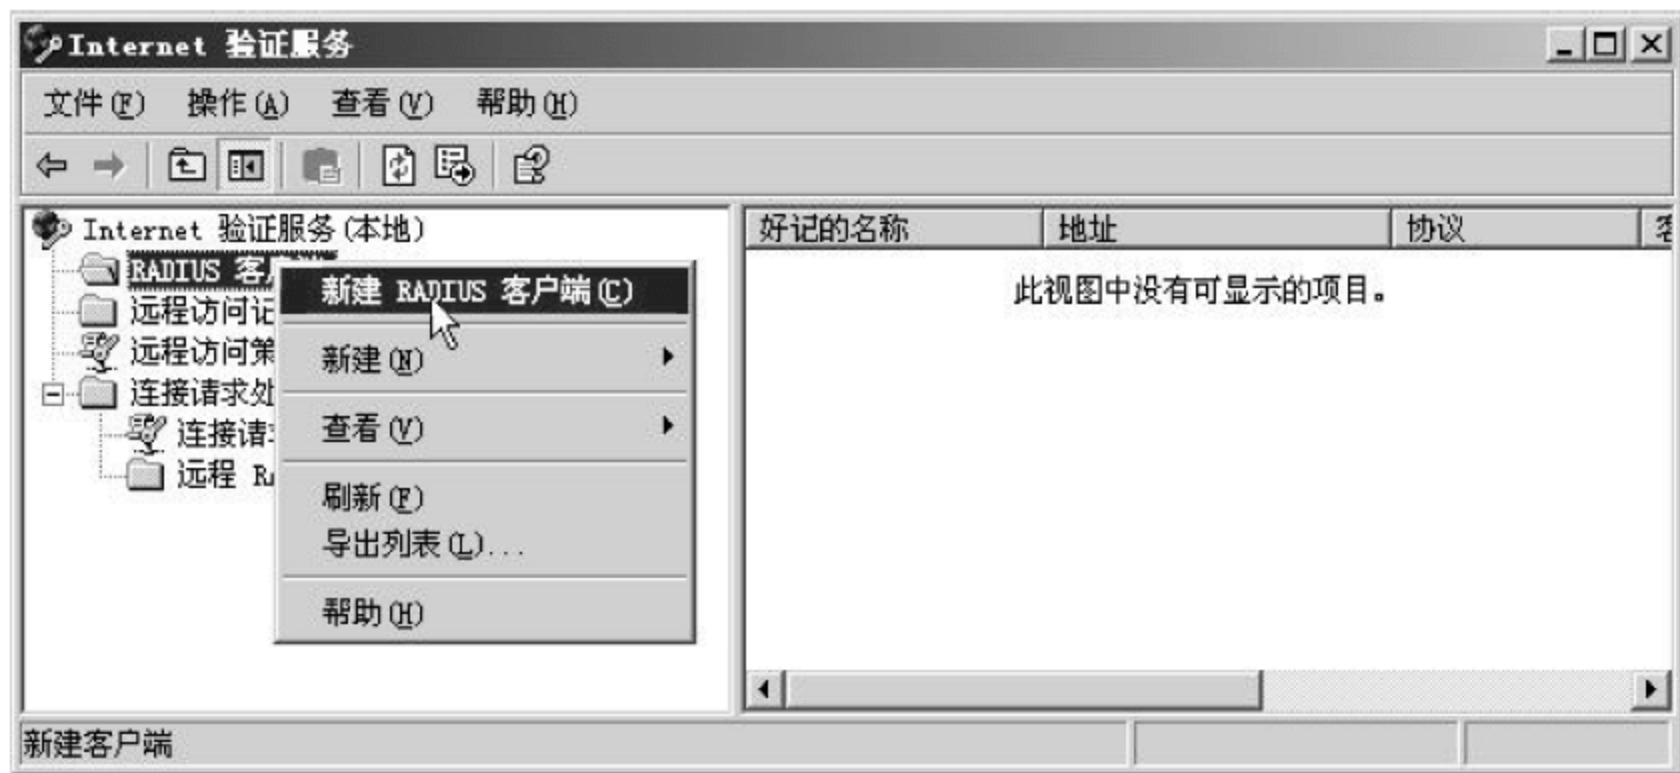 Internet 验证服务
文件(F) 操作(A) 查看(V) 帮助(H)
Internet 验证服务(本地)
RADIUS 客
远程访问记
远程访问策
连接请求处
连接请
远程
新建 RADIUS 客户端(C)
新建(N)
查看(V)
刷新(F)
导出列表(L)...
帮助(H)
好记的名称 地址 协议
此视图中没有可显示的项目。
新建客户端